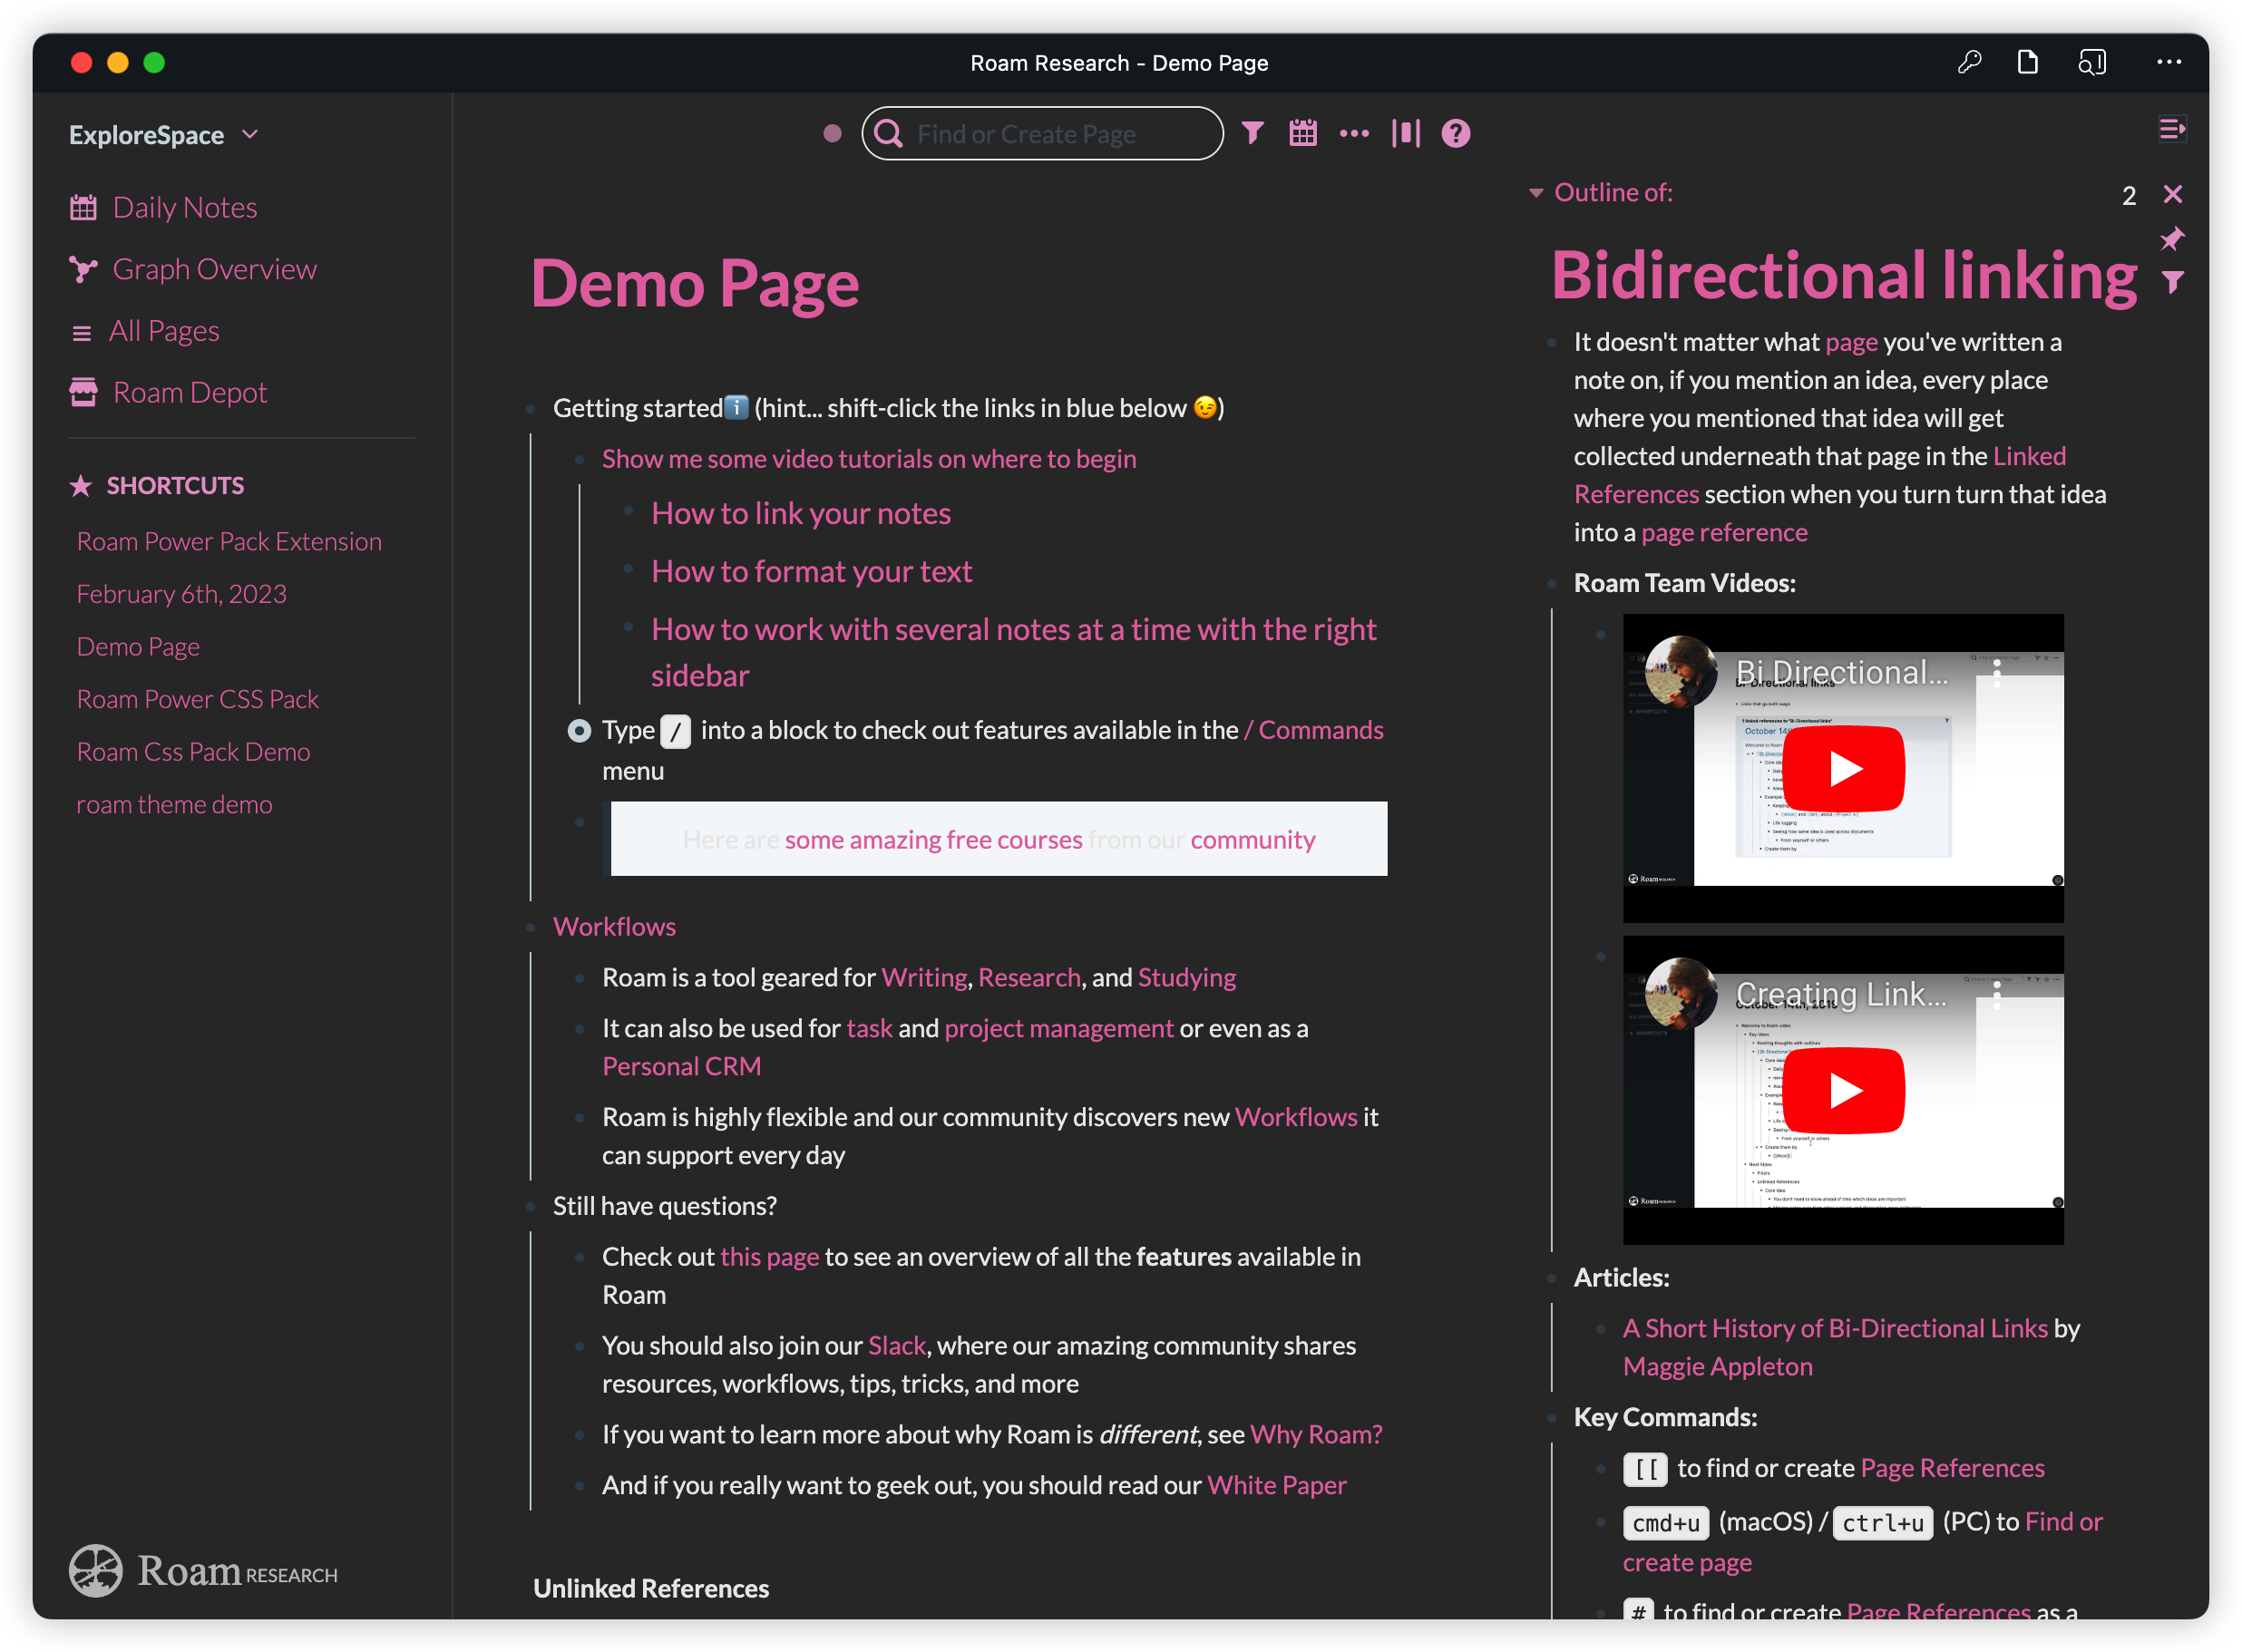 Roam Research - Demo Page
ExploreSpace
Find or Create Page
Daily Notes
Graph Overview
All Pages
Roam Depot
SHORTCUTS
Roam Power Pack Extension
February 6th, 2023
Demo Page
Roam Power CSS Pack
Roam Css Pack Demo
roam theme demo
Roam RESEARCH
Demo Page
Getting startedℹ️ (hint... shift-click the links in blue below 😉)
Show me some video tutorials on where to begin
How to link your notes
How to format your text
How to work with several notes at a time with the right
sidebar
Type / into a block to check out features available in the / Commands
menu
Here are some amazing free courses from our community
Workflows
Roam is a tool geared for Writing, Research, and Studying
It can also be used for task and project management or even as a
Personal CRM
Roam is highly flexible and our community discovers new Workflows it
can support every day
Still have questions?
Check out this page to see an overview of all the features available in
Roam
You should also join our Slack, where our amazing community shares
resources, workflows, tips, tricks, and more
If you want to learn more about why Roam is different, see Why Roam?
And if you really want to geek out, you should read our White Paper
Unlinked References
Outline of:
2
Bidirectional linking
It doesn't matter what page you've written a
note on, if you mention an idea, every place
where you mentioned that idea will get
collected underneath that page in the Linked
References section when you turn turn that idea
into a page reference
Roam Team Videos:
Bi Directional...
Creating Link...
Articles:
A Short History of Bi-Directional Links by
Maggie Appleton
Key Commands:
[[ to find or create Page References
cmd+u (macOS) / ctrl+u (PC) to Find or
create page
# to find or create Page References as a